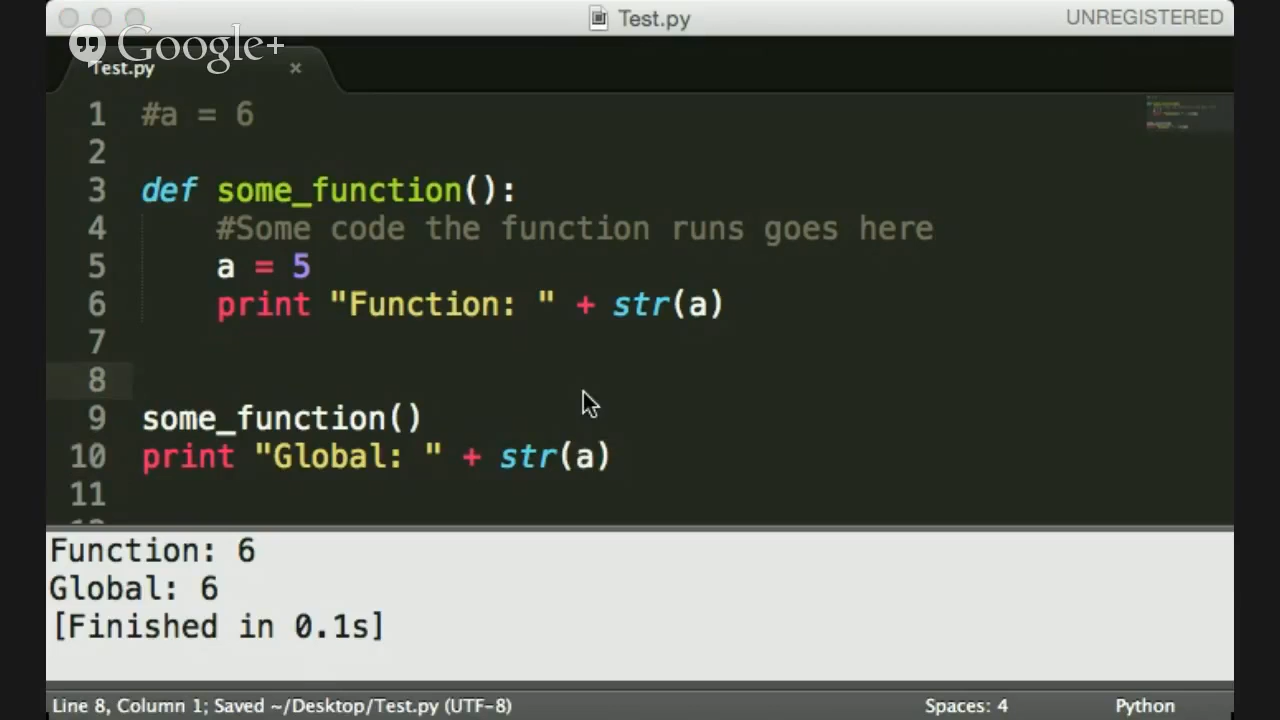 Test.py
UNREGISTERED
Google+
Test.py ×
1 #a = 6
2
3 def some_function():
4 #Some code the function runs goes here
5 a = 5
6 print "Function: " + str(a)
7
8
9 some_function()
10 print "Global: " + str(a)
11
Function: 6
Global: 6
[Finished in 0.1s]
Line 8, Column 1; Saved ~/Desktop/Test.py (UTF-8)
Spaces: 4
Python